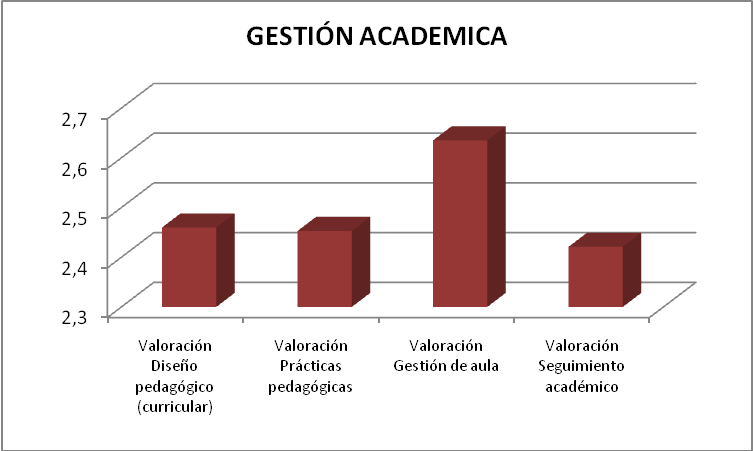 GESTIÓN ACADEMICA
2,7
2,6
2,5
2,4
2,3
Valoración
Diseño
pedagógico
(curricular)
Valoración
Prácticas
pedagógicas
Valoración
Gestión de aula
Valoración
Seguimiento
académico